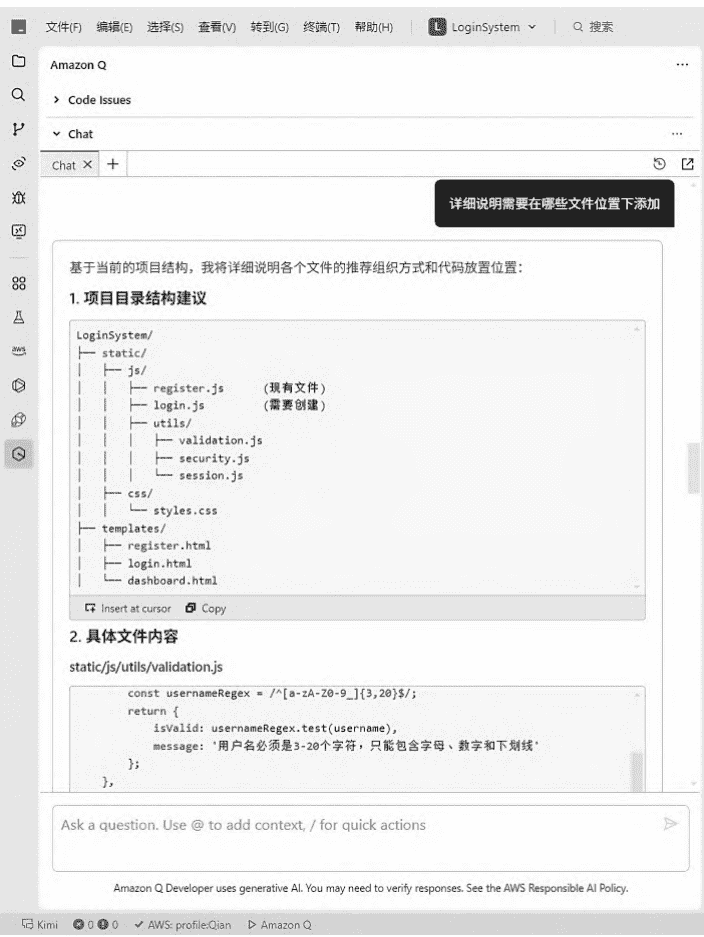 文件(F) 编辑(E) 选择(S) 查看(V) 转到(G) 终端(T) 帮助(H) L LoginSystem 搜索
Amazon Q
Code Issues
Chat
Chat
详细说明需要在哪些文件位置下添加
基于当前的项目结构，我将详细说明各个文件的推荐组织方式和代码放置位置：
1. 项目目录结构建议
LoginSystem/
├── static/
│ ├── js/
│ │ ├── register.js (现有文件)
│ │ ├── login.js (需要创建)
│ │ ├── utils/
│ │ │ ├── validation.js
│ │ │ ├── security.js
│ │ │ └── session.js
│ ├── css/
│ │ └── styles.css
├── templates/
│ ├── register.html
│ ├── login.html
│ └── dashboard.html
Insert at cursor Copy
2. 具体文件内容
static/js/utils/validation.js
const usernameRegex = /^[a-zA-Z0-9_]{3,20}$/;
return {
isValid: usernameRegex.test(username),
message: '用户名必须是3-20个字符，只能包含字母、数字和下划线'
};
},
Ask a question. Use @ to add context, / for quick actions
Amazon Q Developer uses generative AI. You may need to verify responses. See the AWS Responsible AI Policy.
aws
Kimi 0 0 AWS: profile:Qian Amazon Q